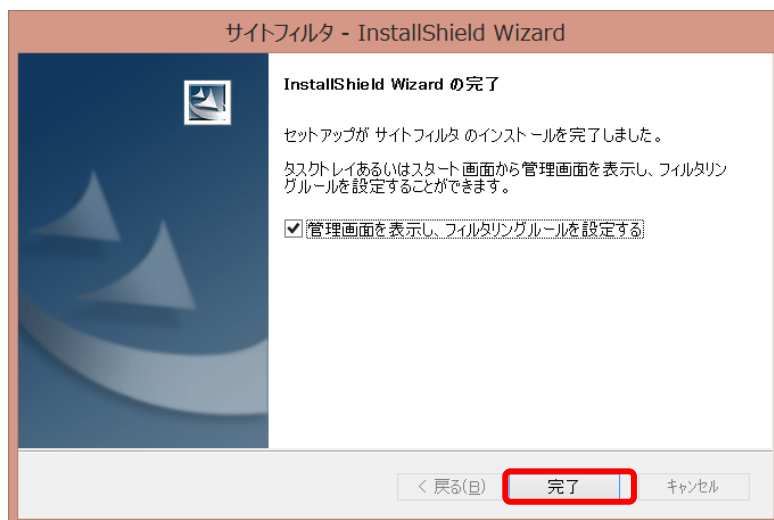 サイトフィルタ - InstallShield Wizard
InstallShield Wizard の完了
セットアップが サイトフィルタ のインストールを完了しました。
タスクトレイあるいはスタート画面から管理画面を表示し、フィルタリン
グルールを設定することができます。
管理画面を表示し、フィルタリングルールを設定する
< 戻る(B)
完了
キャンセル